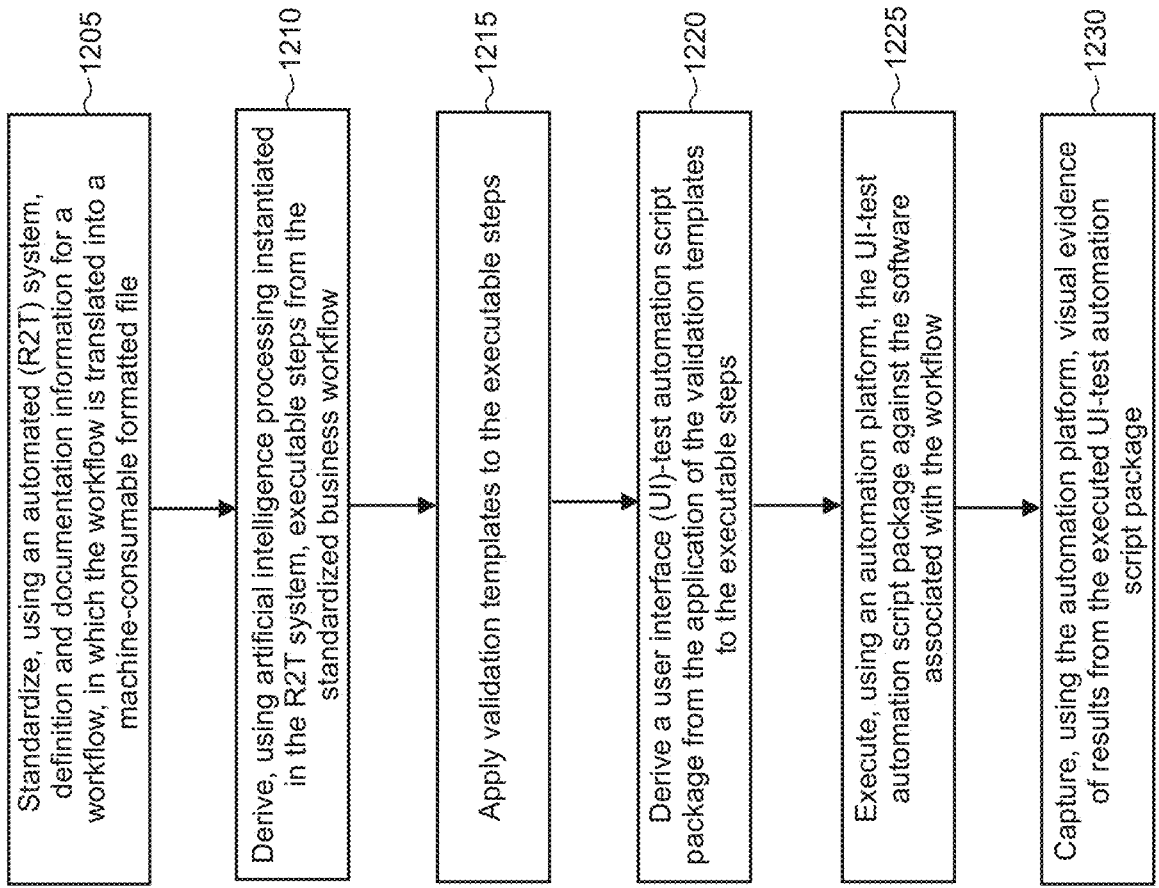 Standardize, using an automated (R2T) system,
definition and documentation information for a
workflow, in which the workflow is translated into a
machine-consumable formatted file
1205
Derive, using artificial intelligence processing instantiated
in the R2T system, executable steps from the
standardized business workflow
1210
Apply validation templates to the executable steps
1215
Derive a user interface (UI)-test automation script
package from the application of the validation templates
to the executable steps
1220
Execute, using an automation platform, the UI-test
automation script package against the software
associated with the workflow
1225
Capture, using the automation platform, visual evidence
of results from the executed UI-test automation
script package
1230